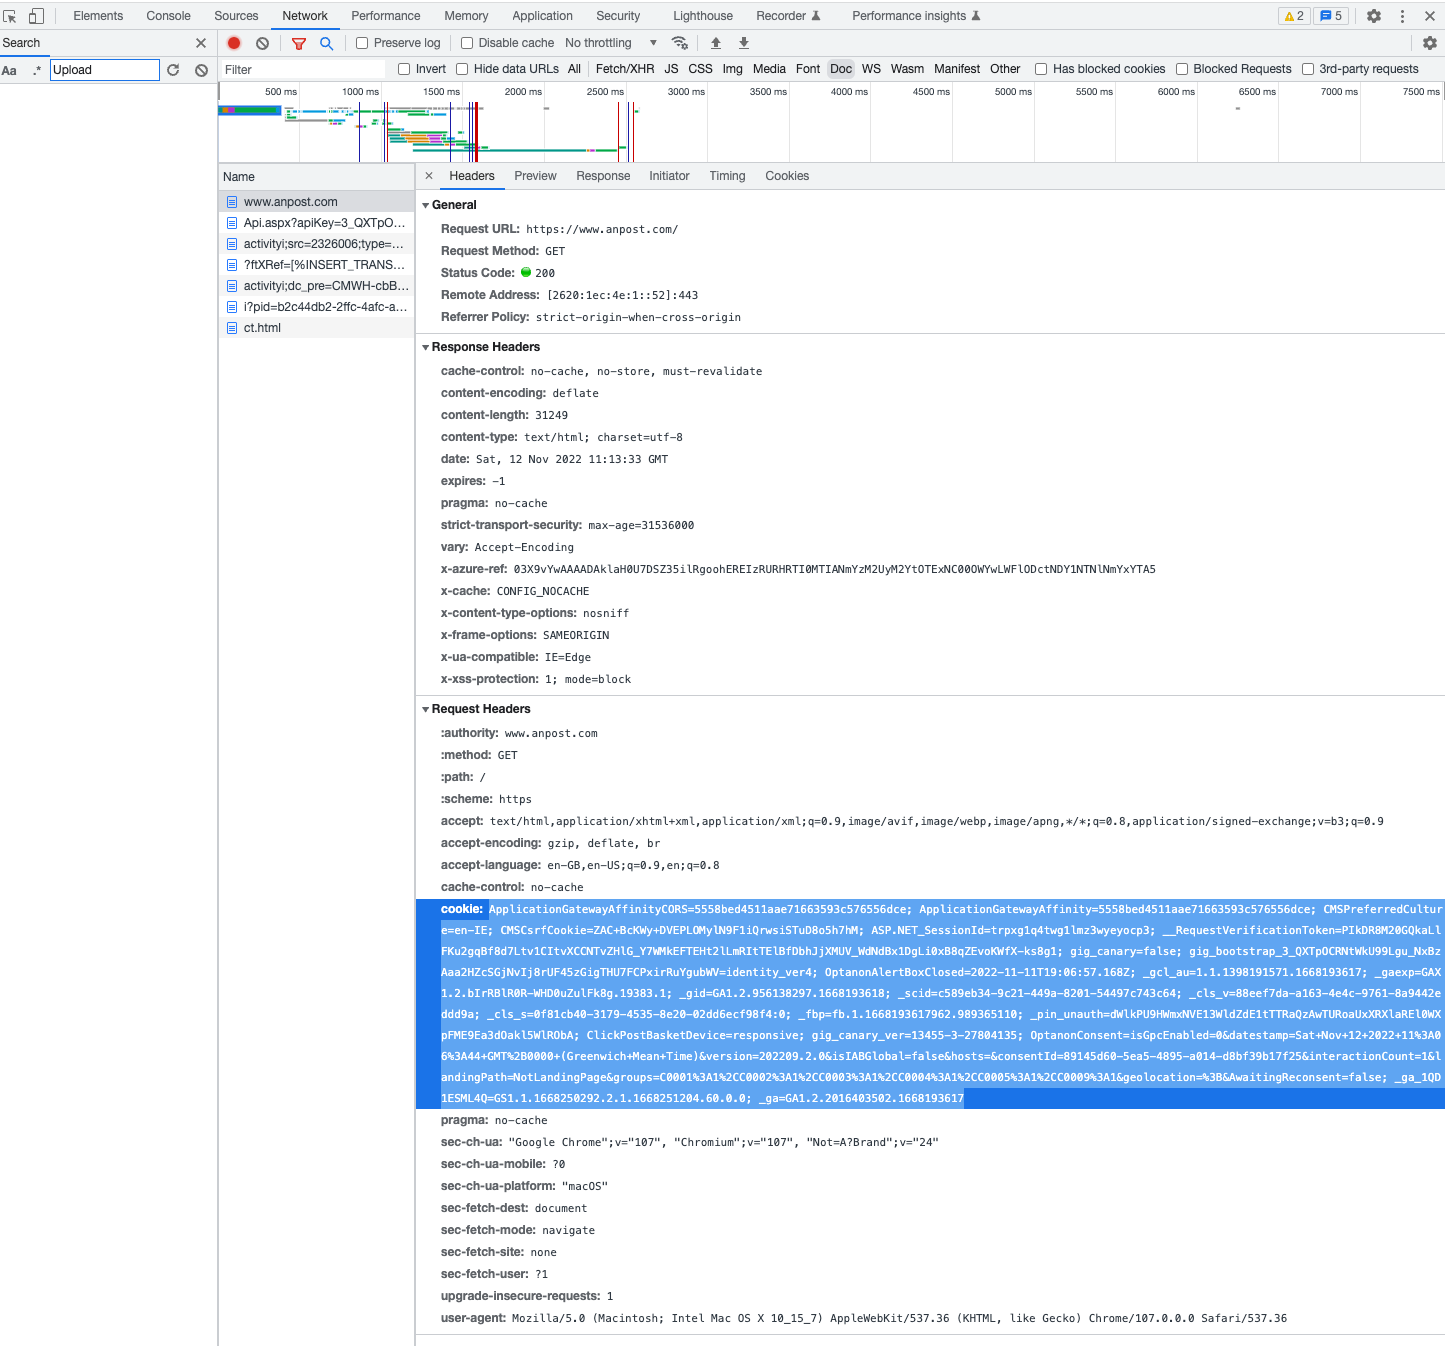 Elements Console Sources Network Performance Memory Application Security Lighthouse Recorder Performance insights 2 5
Search Preserve log Disable cache No throttling
Aa .* Upload Filter Invert Hide data URLs All Fetch/XHR JS CSS Img Media Font Doc WS Wasm Manifest Other Has blocked cookies Blocked Requests 3rd-party requests
500 ms 1000 ms 1500 ms 2000 ms 2500 ms 3000 ms 3500 ms 4000 ms 4500 ms 5000 ms 5500 ms 6000 ms 6500 ms 7000 ms 7500 ms
Name
www.anpost.com
Api.aspx?apiKey=3_QXTpO...
activityi;src=2326006;type=...
?ftXRef=[%INSERT_TRANS...
activityi;dc_pre=CMWH-cbB...
i?pid=b2c44db2-2ffc-4afc-a...
ct.html
Headers Preview Response Initiator Timing Cookies
General
Request URL: https://www.anpost.com/
Request Method: GET
Status Code: 200
Remote Address: [2620:1ec:4e:1::52]:443
Referrer Policy: strict-origin-when-cross-origin
Response Headers
cache-control: no-cache, no-store, must-revalidate
content-encoding: deflate
content-length: 31249
content-type: text/html; charset=utf-8
date: Sat, 12 Nov 2022 11:13:33 GMT
expires: -1
pragma: no-cache
strict-transport-security: max-age=31536000
vary: Accept-Encoding
x-azure-ref: 03X9vYwAAAADAklaH0U7DSZ35ilRgoohEREIzRURHRTI0MTIANmYzM2UyM2YtOTExNC00OWYwLWFlODctNDY1NTNlNmYxYTA5
x-cache: CONFIG_NOCACHE
x-content-type-options: nosniff
x-frame-options: SAMEORIGIN
x-ua-compatible: IE=Edge
x-xss-protection: 1; mode=block
Request Headers
:authority: www.anpost.com
:method: GET
:path: /
:scheme: https
accept: text/html,application/xhtml+xml,application/xml;q=0.9,image/avif,image/webp,image/apng,*/*;q=0.8,application/signed-exchange;v=b3;q=0.9
accept-encoding: gzip, deflate, br
accept-language: en-GB,en-US;q=0.9,en;q=0.8
cache-control: no-cache
cookie: ApplicationGatewayAffinityCORS=5558bed4511aae71663593c576556dce; ApplicationGatewayAffinity=5558bed4511aae71663593c576556dce; CMSPreferredCultur
e=en-IE; CMSCsrfCookie=ZAC+BcKWy+DVEPLOMylN9F1iQrwsiSTuD8o5h7hM; ASP.NET_SessionId=trpxg1q4twg1lmz3wyeyocp3; __RequestVerificationToken=PIkDR8M20GQkaLl
FKu2gqBf8d7Ltv1CItvXCCNTvZHlG_Y7WMkEFTEHt2lLmRItTElBfDbhJjXMUV_WdNdBx1DgLi0xB8qZEvoKWfX-ks8g1; gig_canary=false; gig_bootstrap_3_QXTpOCRNtWkU99Lgu_NxBz
Aaa2HZcSGjNvIj8rUF45zGigTHU7FCPxirRuYgubWV=identity_ver4; OptanonAlertBoxClosed=2022-11-11T19:06:57.168Z; _gcl_au=1.1.1398191571.1668193617; _gaexp=GAX
1.2.bIrRBlR0R-WHD0uZulFk8g.19383.1; _gid=GA1.2.956138297.1668193618; _scid=c589eb34-9c21-449a-8201-54497c743c64; _cls_v=88eef7da-a163-4e4c-9761-8a9442e
ddd9a; _cls_s=0f81cb40-3179-4535-8e20-02dd6ecf98f4:0; _fbp=fb.1.1668193617962.989365110; _pin_unauth=dWlkPU9HWmxNVE13WldZdE1tTTRaQzAwTURoaUxXRXlaREl0WX
pFME9Ea3dOakl5WlRObA; ClickPostBasketDevice=responsive; gig_canary_ver=13455-3-27804135; OptanonConsent=isGpcEnabled=0&datestamp=Sat+Nov+12+2022+11%3A0
6%3A44+GMT%2B0000+(Greenwich+Mean+Time)&version=202209.2.0&isIABGlobal=false&hosts=&consentId=89145d60-5ea5-4895-a014-d8bf39b17f25&interactionCount=1&l
andingPath=NotLandingPage&groups=C0001%3A1%2CC0002%3A1%2CC0003%3A1%2CC0004%3A1%2CC0005%3A1%2CC0009%3A1&geolocation=%3B&AwaitingReconsent=false; _ga_1QD
1ESML4Q=GS1.1.1668250292.2.1.1668251204.60.0.0; _ga=GA1.2.2016403502.1668193617
pragma: no-cache
sec-ch-ua: "Google Chrome";v="107", "Chromium";v="107", "Not=A?Brand";v="24"
sec-ch-ua-mobile: ?0
sec-ch-ua-platform: "macOS"
sec-fetch-dest: document
sec-fetch-mode: navigate
sec-fetch-site: none
sec-fetch-user: ?1
upgrade-insecure-requests: 1
user-agent: Mozilla/5.0 (Macintosh; Intel Mac OS X 10_15_7) AppleWebKit/537.36 (KHTML, like Gecko) Chrome/107.0.0.0 Safari/537.36